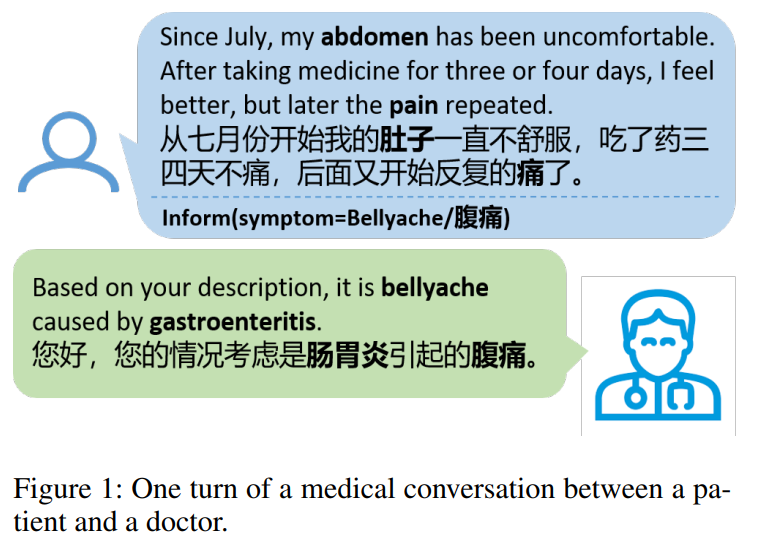 Since July, my abdomen has been uncomfortable.
After taking medicine for three or four days, I feel
better, but later the pain repeated.
从七月份开始我的肚子一直不舒服，吃了药三
四天不痛，后面又开始反复的痛了。
Inform(symptom=Bellyache/腹痛)
Based on your description, it is bellyache
caused by gastroenteritis.
您好，您的情况考虑是肠胃炎引起的腹痛。
Figure 1: One turn of a medical conversation between a pa-
tient and a doctor.